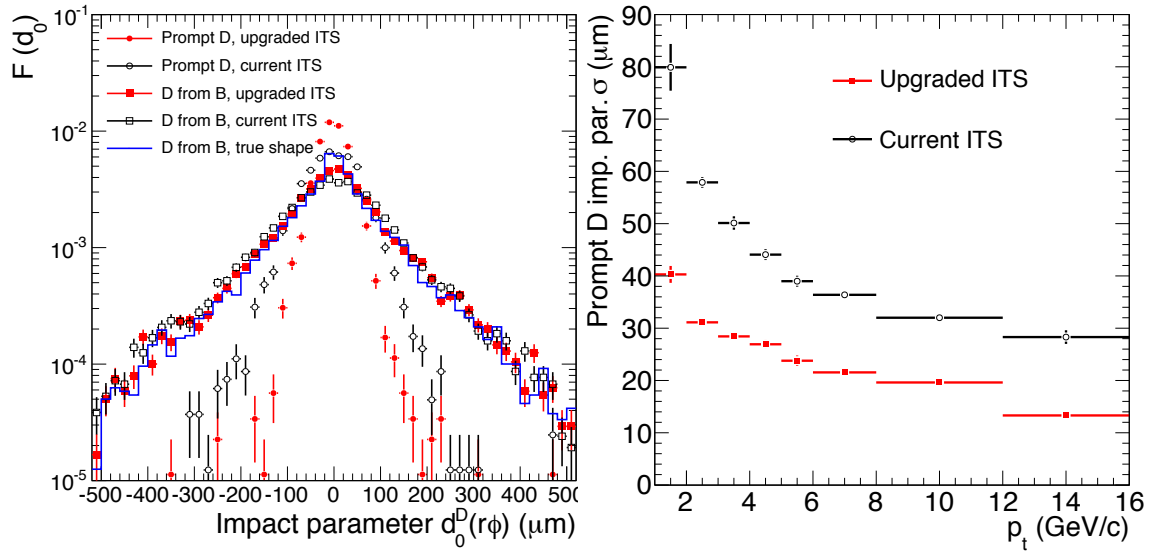 F (d0)
10-1
10-2
10-3
10-4
10-5
Prompt D, upgraded ITS
Prompt D, current ITS
D from B, upgraded ITS
D from B, current ITS
D from B, true shape
-500 -400 -300 -200 -100 0 100 200 300 400 500
Impact parameter d0D(rϕ) (μm)
Prompt D imp. par. σ (μm)
90
80
70
60
50
40
30
20
10
0
Upgraded ITS
Current ITS
2 4 6 8 10 12 14 16
pt (GeV/c)